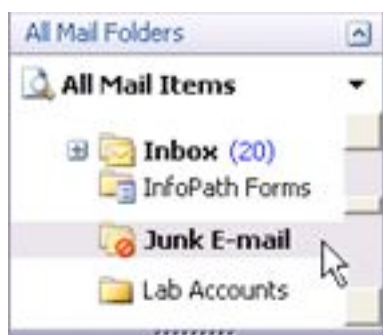 All Mail Folders
All Mail Items
Inbox (20)
InfoPath Forms
Junk E-mail
Lab Accounts